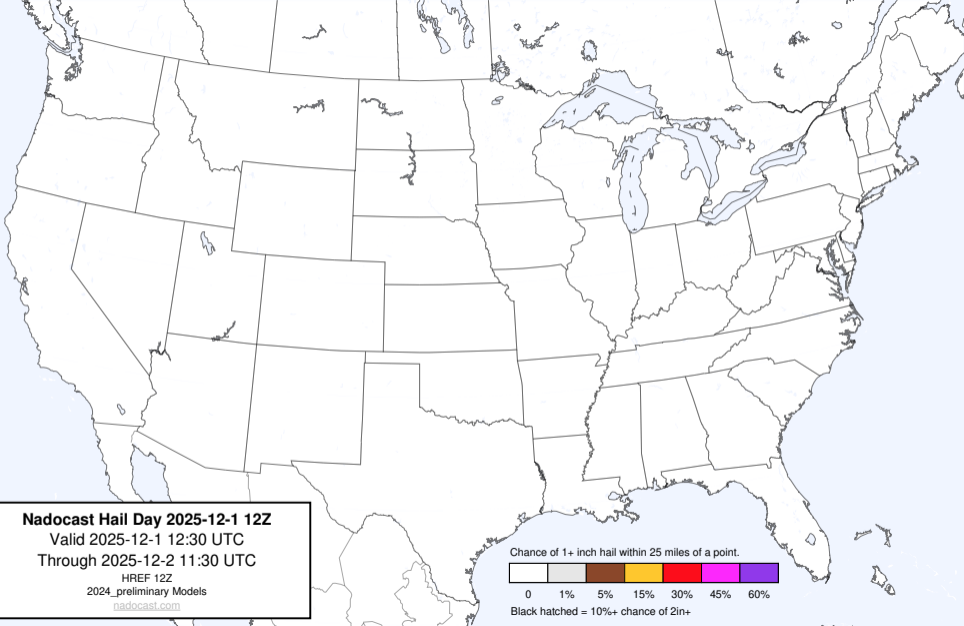 Nadocast Hail Day 2025-12-1 12Z
Valid 2025-12-1 12:30 UTC
Through 2025-12-2 11:30 UTC
HREF 12Z
2024_preliminary Models
nadocast.com
Chance of 1+ inch hail within 25 miles of a point.
0 1% 5% 15% 30% 45% 60%
Black hatched = 10%+ chance of 2in+